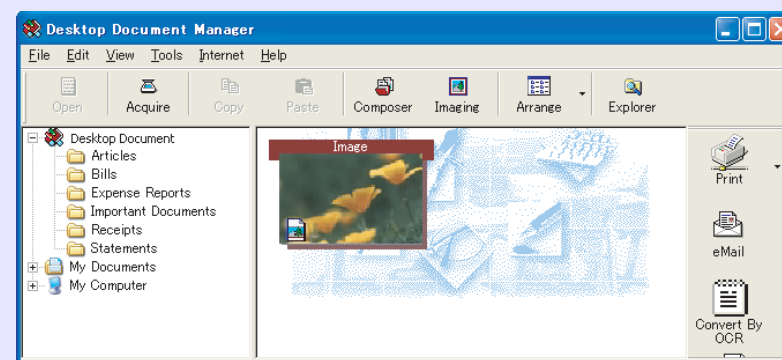 Desktop Document Manager
File Edit View Tools Internet Help
Open Acquire Copy Paste Composer Imaging Arrange Explorer
Desktop Document
Articles
Bills
Expense Reports
Important Documents
Receipts
Statements
My Documents
My Computer
Image
Print
eMail
Convert By
OCR